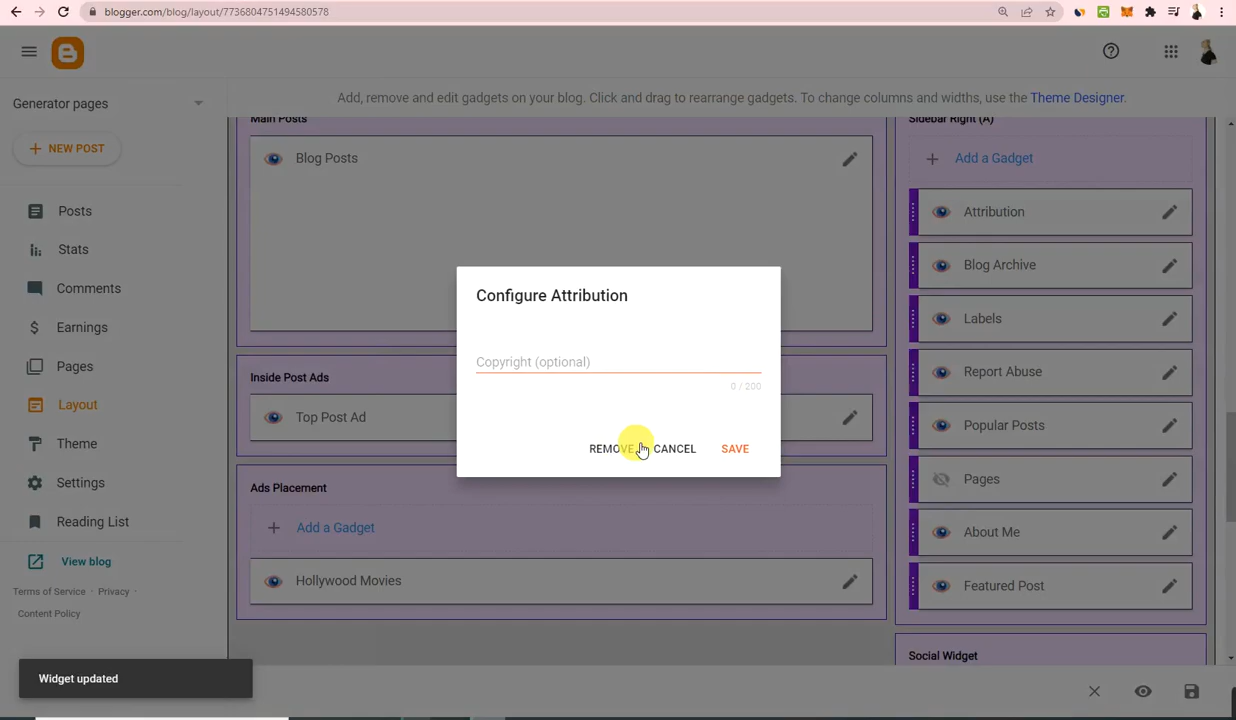 blogger.com/blog/layout/7736804751494580578
Generator pages
NEW POST
Posts
Stats
Comments
Earnings
Pages
Layout
Theme
Settings
Reading List
View blog
Terms of Service · Privacy ·
Content Policy
Add, remove and edit gadgets on your blog. Click and drag to rearrange gadgets. To change columns and widths, use the Theme Designer.
Main Posts
Blog Posts
Inside Post Ads
Top Post Ad
Ads Placement
Add a Gadget
Hollywood Movies
Sidebar Right (A)
Add a Gadget
Attribution
Blog Archive
Labels
Report Abuse
Popular Posts
Pages
About Me
Featured Post
Social Widget
Configure Attribution
Copyright (optional)
0 / 200
REMOVE CANCEL SAVE
Widget updated